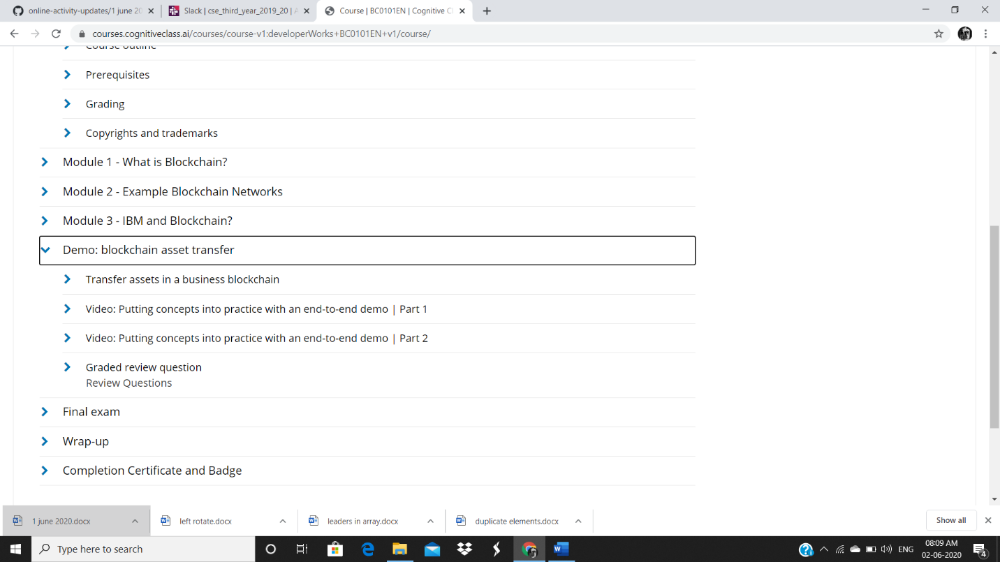 online-activity-updates/1 june 20
Slack | cse_third_year_2019_20 |
Course | BC0101EN | Cognitive Cl
courses.cognitiveclass.ai/courses/course-v1:developerWorks+BC0101EN+v1/course/
Course outline
Prerequisites
Grading
Copyrights and trademarks
Module 1 - What is Blockchain?
Module 2 - Example Blockchain Networks
Module 3 - IBM and Blockchain?
Demo: blockchain asset transfer
Transfer assets in a business blockchain
Video: Putting concepts into practice with an end-to-end demo | Part 1
Video: Putting concepts into practice with an end-to-end demo | Part 2
Graded review question
Review Questions
Final exam
Wrap-up
Completion Certificate and Badge
1 june 2020.docx
left rotate.docx
leaders in array.docx
duplicate elements.docx
Show all
Type here to search
ENG
08:09 AM
02-06-2020
4